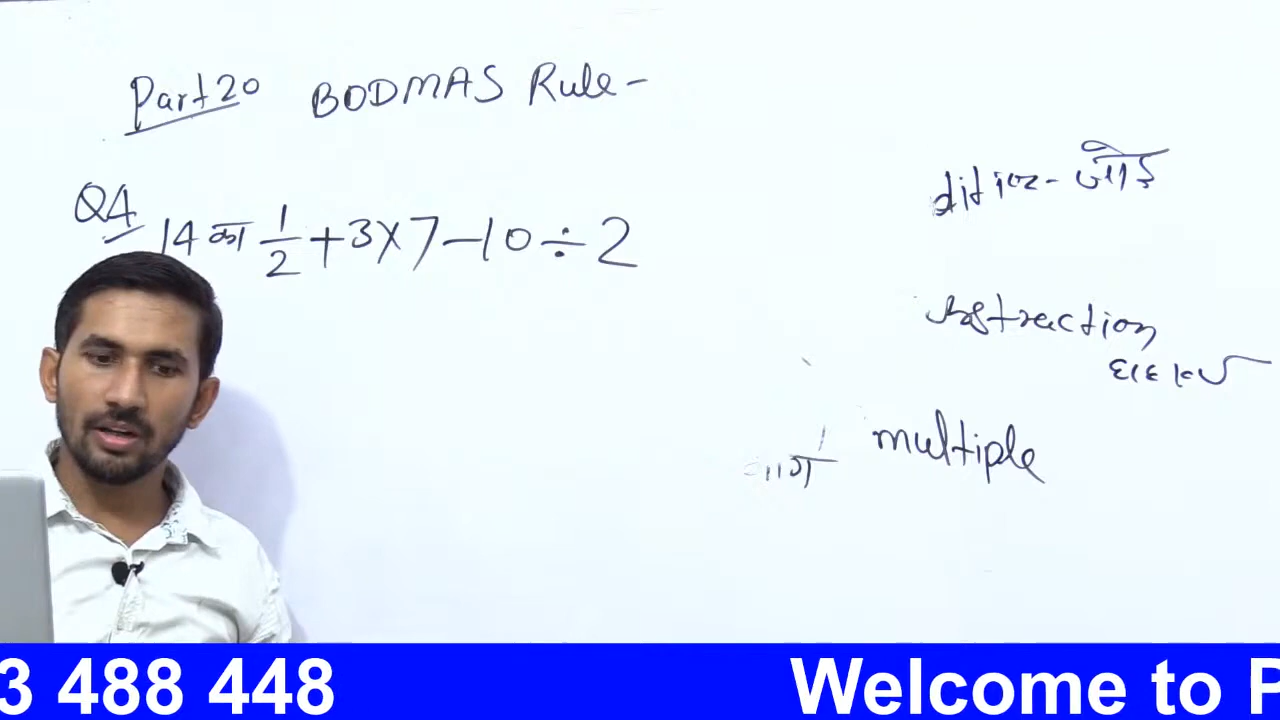 Part 20 BODMAS Rule -
Q4 14 का 1/2 + 3 × 7 - 10 ÷ 2
multiple
3 488 448
Welcome to P